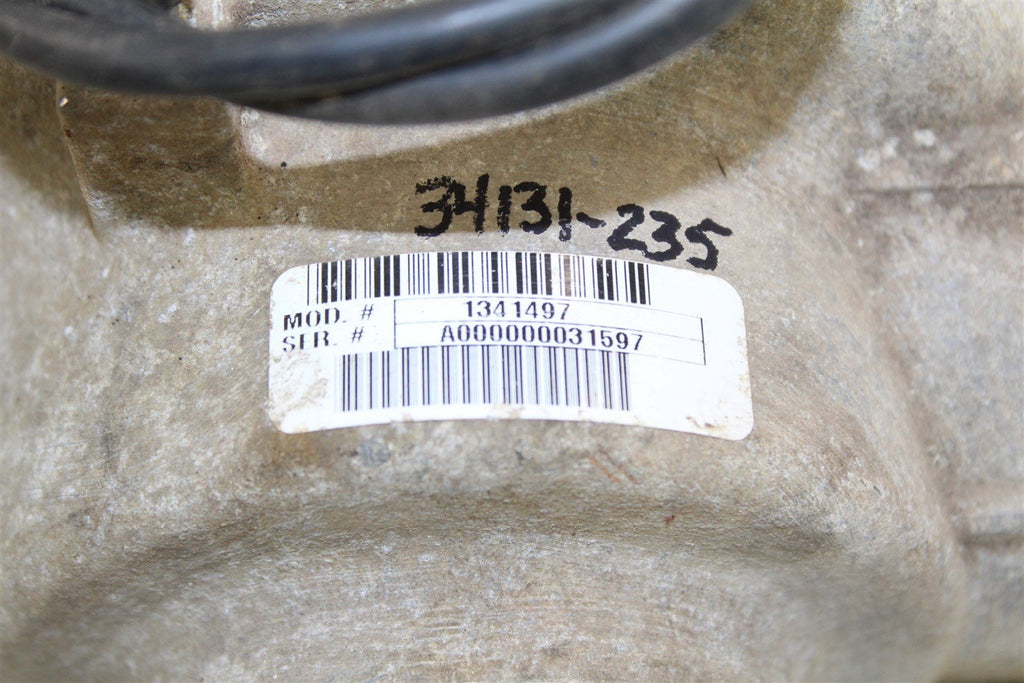 34131-235
MOD. # 1341497
SER. # A000000031597